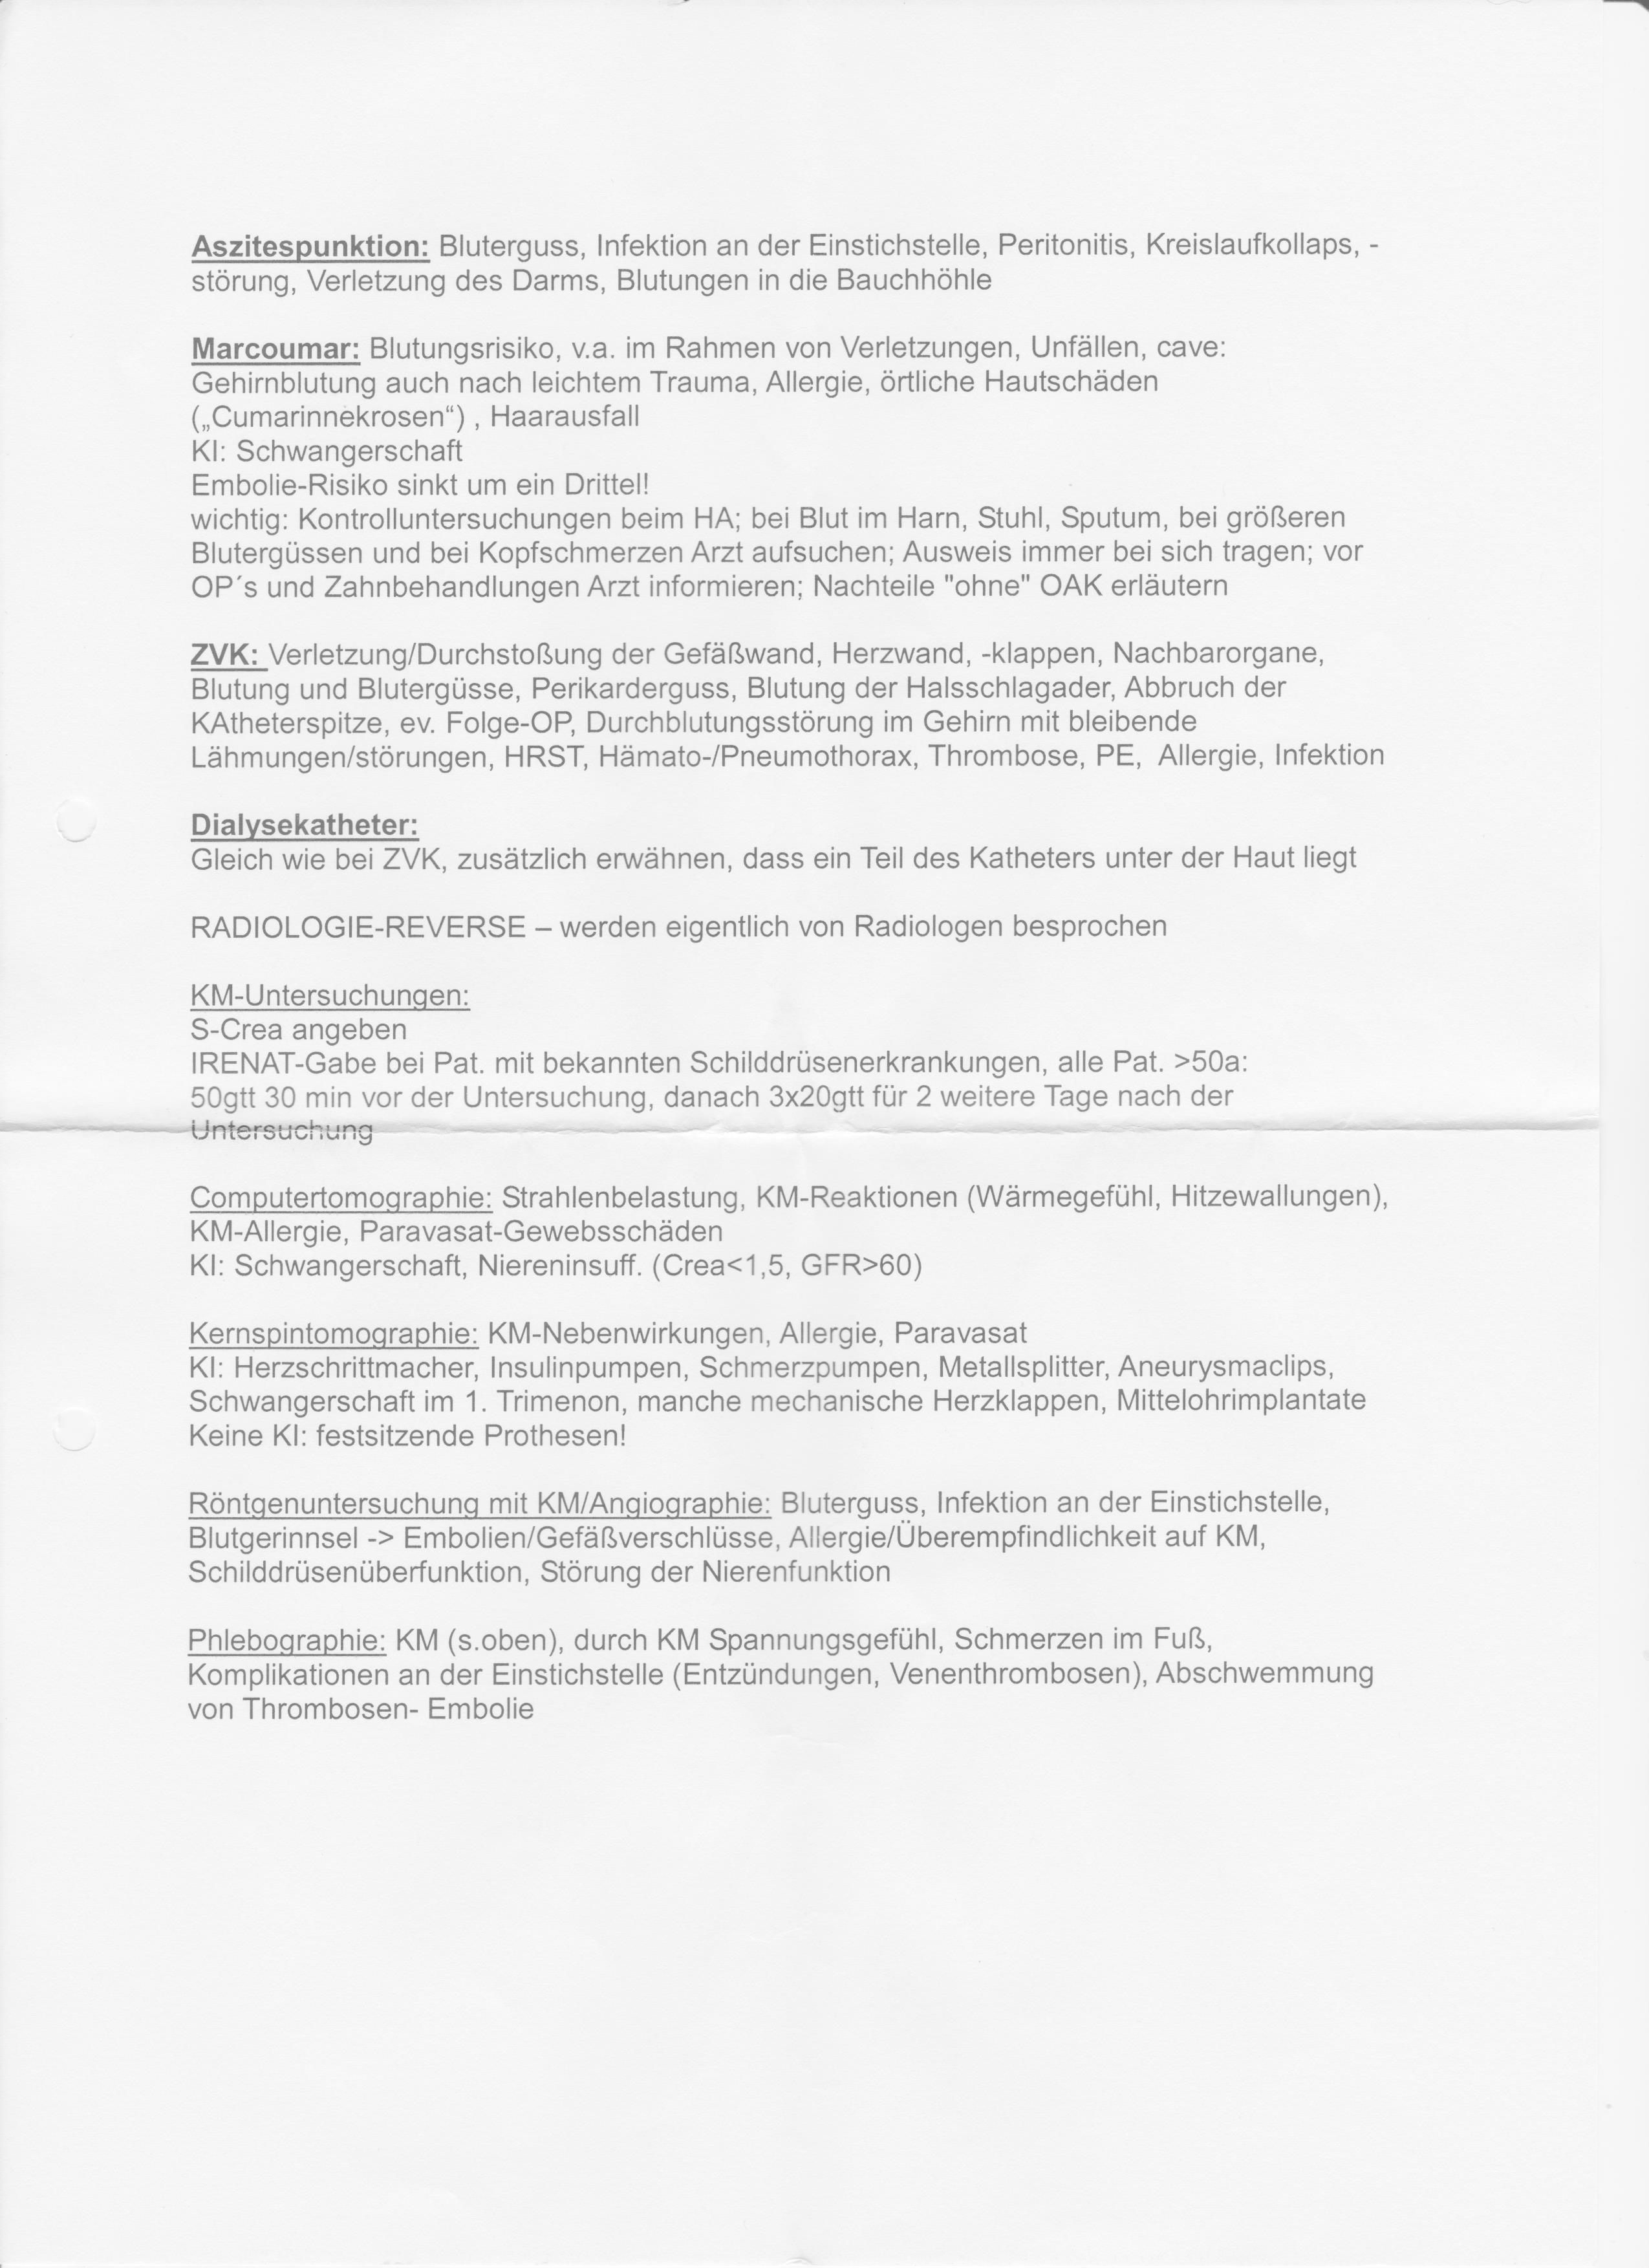 Aszitespunktion: Bluterguss, Infektion an der Einstichstelle, Peritonitis, Kreislaufkollaps, -
störung, Verletzung des Darms, Blutungen in die Bauchhöhle
Marcoumar: Blutungsrisiko, v.a. im Rahmen von Verletzungen, Unfällen, cave:
Gehirnblutung auch nach leichtem Trauma, Allergie, örtliche Hautschäden
(„Cumarinnekrosen“) , Haarausfall
KI: Schwangerschaft
Embolie-Risiko sinkt um ein Drittel!
wichtig: Kontrolluntersuchungen beim HA; bei Blut im Harn, Stuhl, Sputum, bei größeren
Blutergüssen und bei Kopfschmerzen Arzt aufsuchen; Ausweis immer bei sich tragen; vor
OP´s und Zahnbehandlungen Arzt informieren; Nachteile "ohne" OAK erläutern
ZVK: Verletzung/Durchstoßung der Gefäßwand, Herzwand, -klappen, Nachbarorgane,
Blutung und Blutergüsse, Perikarderguss, Blutung der Halsschlagader, Abbruch der
KAtheterspitze, ev. Folge-OP, Durchblutungsstörung im Gehirn mit bleibende
Lähmungen/störungen, HRST, Hämato-/Pneumothorax, Thrombose, PE, Allergie, Infektion
Dialysekatheter:
Gleich wie bei ZVK, zusätzlich erwähnen, dass ein Teil des Katheters unter der Haut liegt
RADIOLOGIE-REVERSE – werden eigentlich von Radiologen besprochen
KM-Untersuchungen:
S-Crea angeben
IRENAT-Gabe bei Pat. mit bekannten Schilddrüsenerkrankungen, alle Pat. >50a:
50gtt 30 min vor der Untersuchung, danach 3x20gtt für 2 weitere Tage nach der
Untersuchung
Computertomographie: Strahlenbelastung, KM-Reaktionen (Wärmegefühl, Hitzewallungen),
KM-Allergie, Paravasat-Gewebsschäden
KI: Schwangerschaft, Niereninsuff. (Crea<1,5, GFR>60)
Kernspintomographie: KM-Nebenwirkungen, Allergie, Paravasat
KI: Herzschrittmacher, Insulinpumpen, Schmerzpumpen, Metallsplitter, Aneurysmaclips,
Schwangerschaft im 1. Trimenon, manche mechanische Herzklappen, Mittelohrimplantate
Keine KI: festsitzende Prothesen!
Röntgenuntersuchung mit KM/Angiographie: Bluterguss, Infektion an der Einstichstelle,
Blutgerinnsel -> Embolien/Gefäßverschlüsse, Allergie/Überempfindlichkeit auf KM,
Schilddrüsenüberfunktion, Störung der Nierenfunktion
Phlebographie: KM (s.oben), durch KM Spannungsgefühl, Schmerzen im Fuß,
Komplikationen an der Einstichstelle (Entzündungen, Venenthrombosen), Abschwemmung
von Thrombosen- Embolie